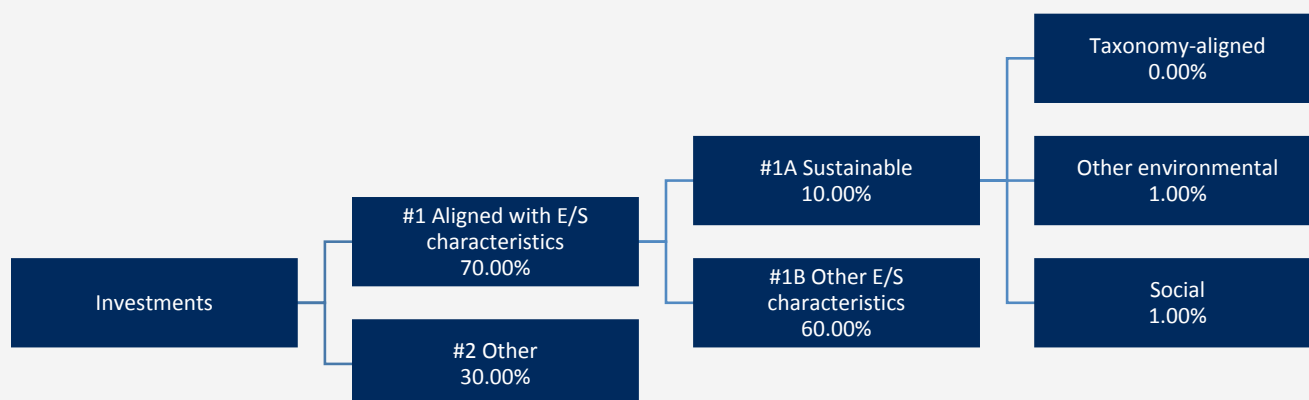 Investments
#1 Aligned with E/S
characteristics
70.00%
#2 Other
30.00%
#1A Sustainable
10.00%
#1B Other E/S
characteristics
60.00%
Taxonomy-aligned
0.00%
Other environmental
1.00%
Social
1.00%